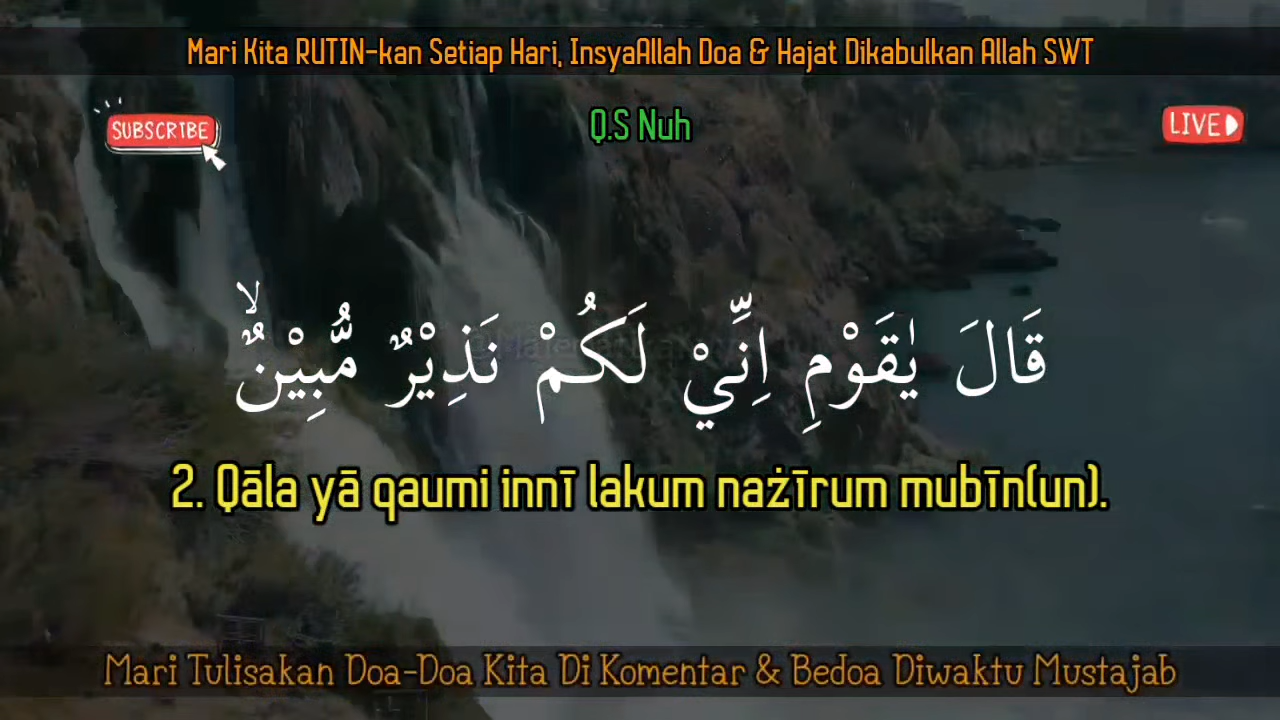 Mari Kita RUTIN-kan Setiap Hari, InsyaAllah Doa & Hajat Dikabulkan Allah SWT
SUBSCRIBE
Q.S Nuh
LIVE
قَالَ يٰقَوْمِ اِنِّيْ لَكُمْ نَذِيْرٌ مُّبِيْنٌۙ
2. Qāla yā qaumi innī lakum nażīrum mubīn(un).
Mari Tulisakan Doa-Doa Kita Di Komentar & Bedoa Diwaktu Mustajab